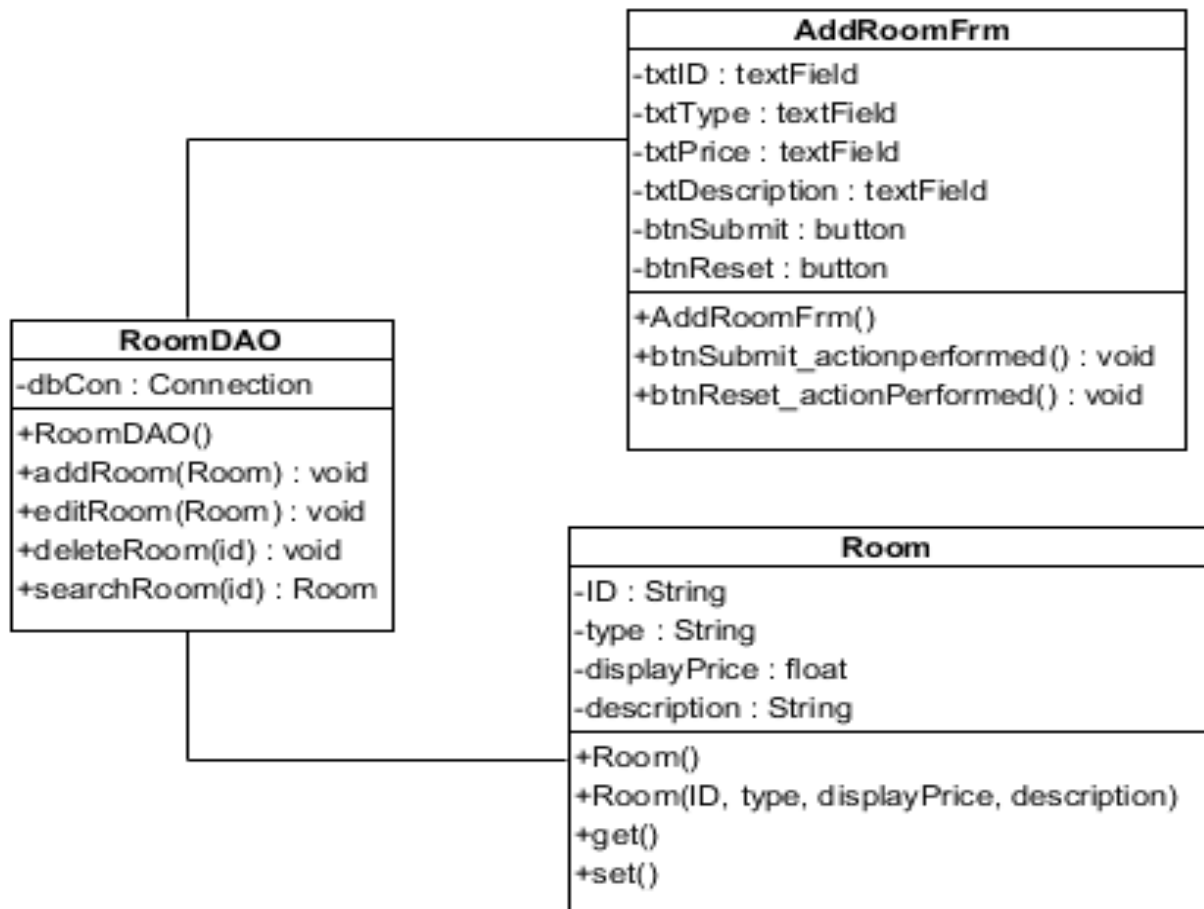 AddRoomFrm
-txtID : textField
-txtType : textField
-txtPrice : textField
-txtDescription : textField
-btnSubmit : button
-btnReset : button
+AddRoomFrm()
+btnSubmit_actionperformed() : void
+btnReset_actionPerformed() : void
RoomDAO
-dbCon : Connection
+RoomDAO()
+addRoom(Room) : void
+editRoom(Room) : void
+deleteRoom(id) : void
+searchRoom(id) : Room
Room
-ID : String
-type : String
-displayPrice : float
-description : String
+Room()
+Room(ID, type, displayPrice, description)
+get()
+set()